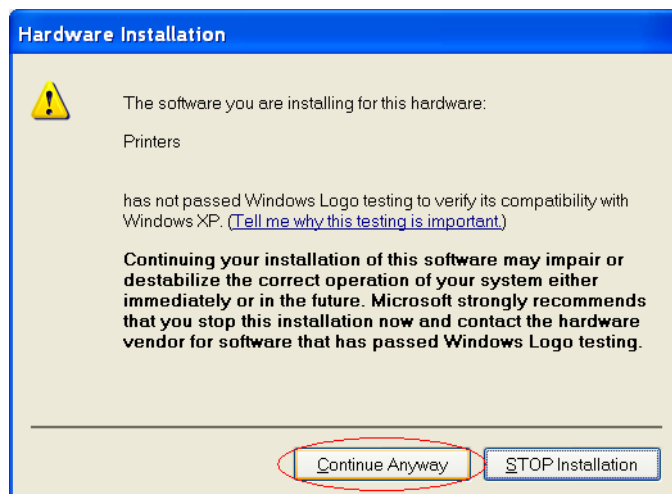 Hardware Installation
The software you are installing for this hardware:
Printers
has not passed Windows Logo testing to verify its compatibility with
Windows XP. (Tell me why this testing is important.)
Continuing your installation of this software may impair or
destabilize the correct operation of your system either
immediately or in the future. Microsoft strongly recommends
that you stop this installation now and contact the hardware
vendor for software that has passed Windows Logo testing.
Continue Anyway STOP Installation